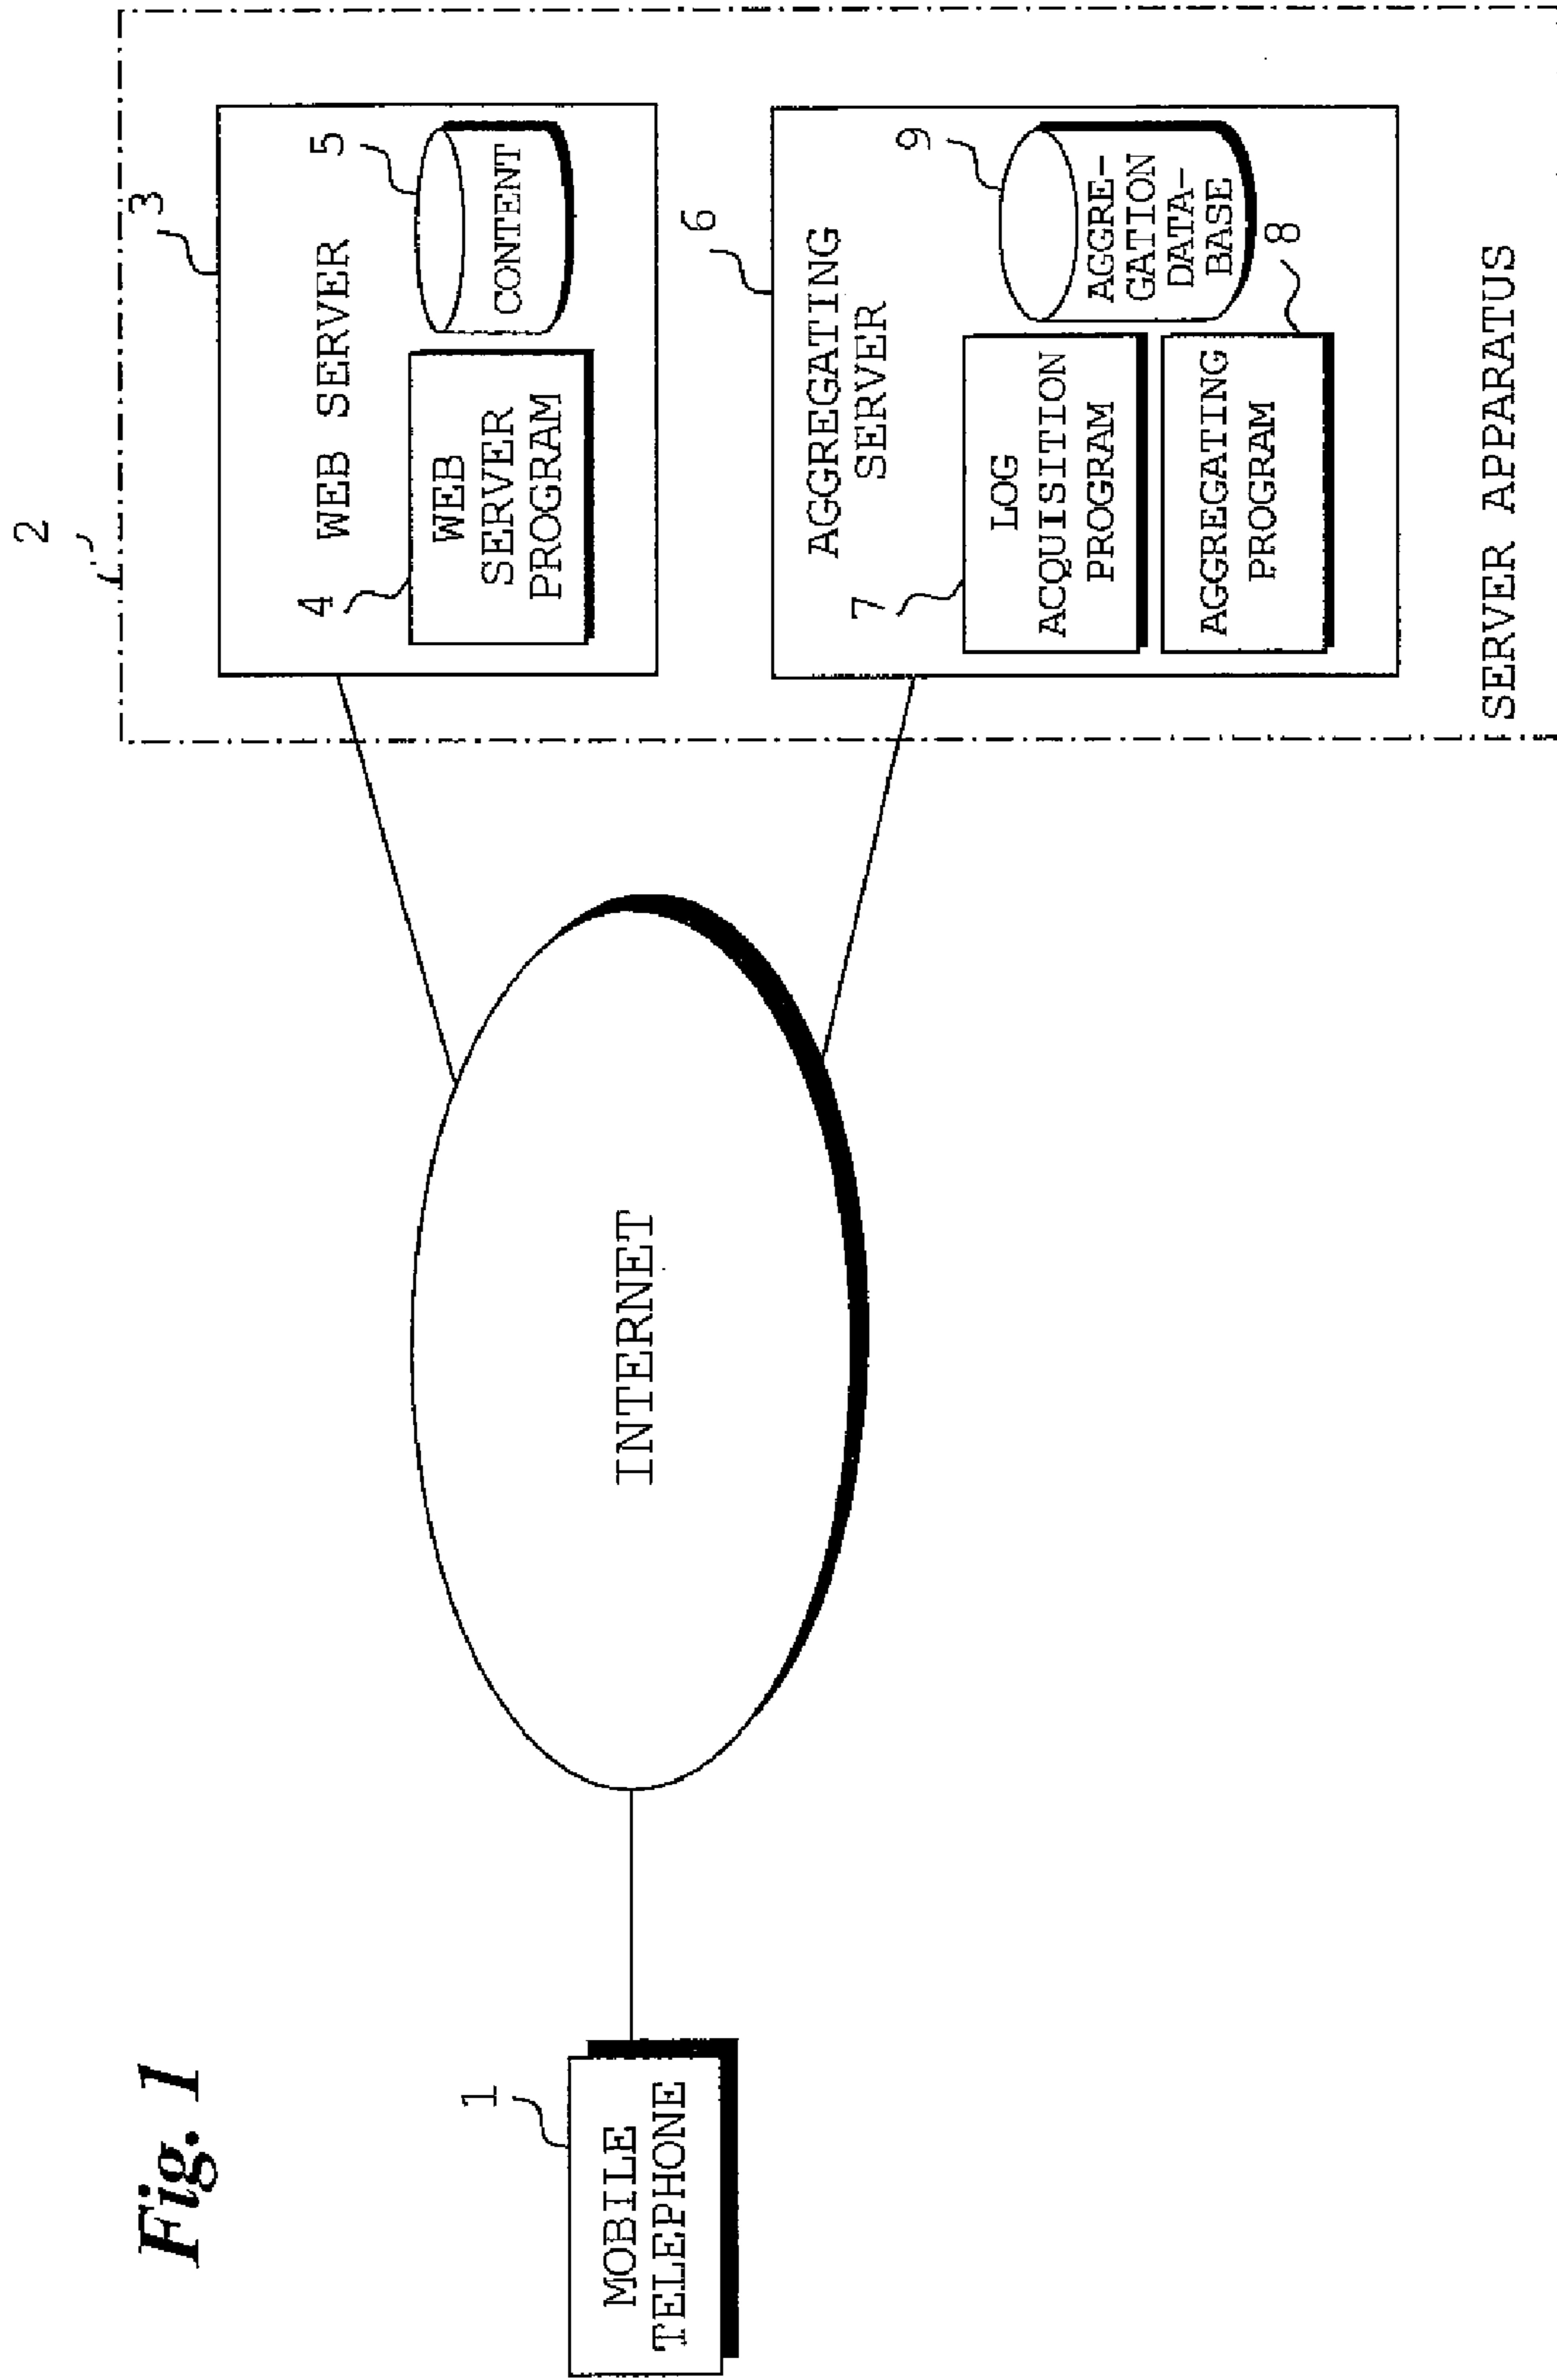 Fig. 1
1
MOBILE
TELEPHONE
INTERNET
2
3
WEB SERVER
4
WEB
SERVER
PROGRAM
5
CONTENT
6
AGGREGATING
SERVER
7
LOG
ACQUISITION
PROGRAM
AGGREGATING
PROGRAM
8
9
AGGRE-
GATION
DATA-
BASE
SERVER APPARATUS